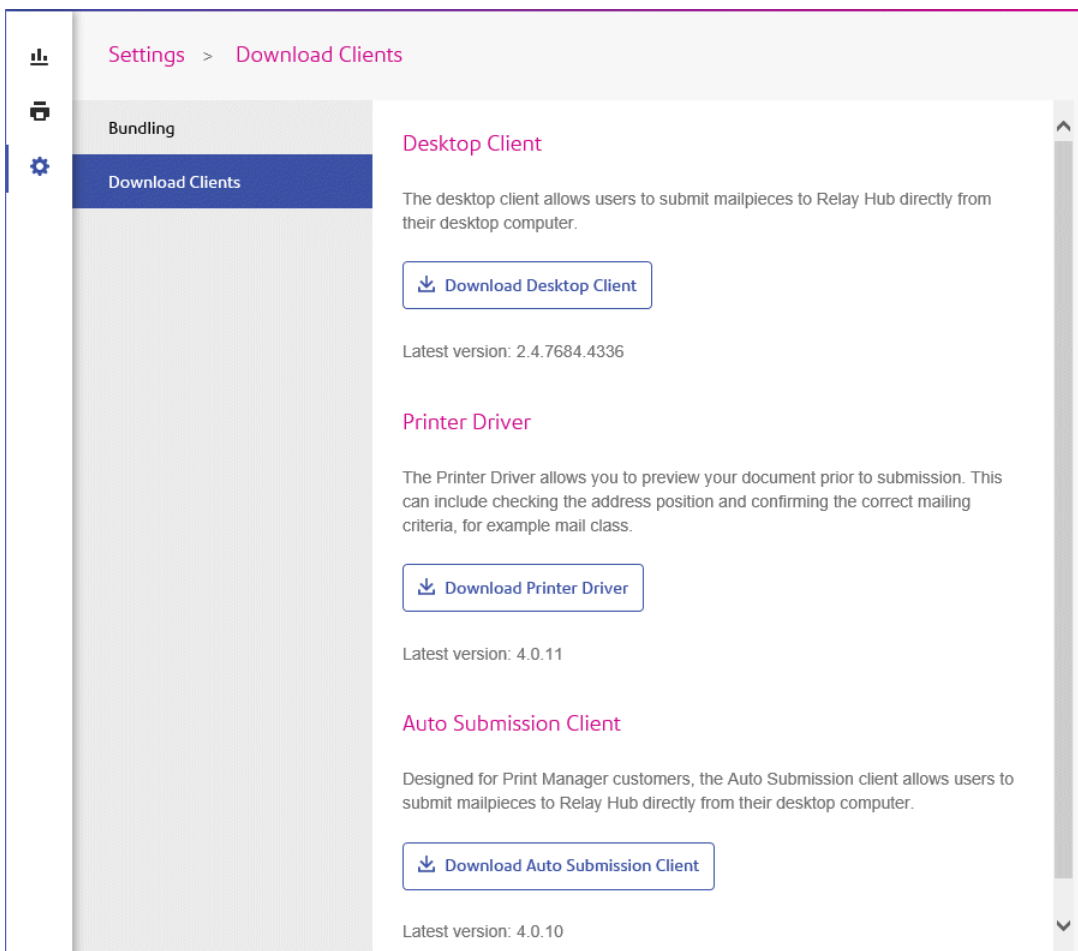 Settings > Download Clients
Bundling
Download Clients
Desktop Client
The desktop client allows users to submit mailpieces to Relay Hub directly from
their desktop computer.
Download Desktop Client
Latest version: 2.4.7684.4336
Printer Driver
The Printer Driver allows you to preview your document prior to submission. This
can include checking the address position and confirming the correct mailing
criteria, for example mail class.
Download Printer Driver
Latest version: 4.0.11
Auto Submission Client
Designed for Print Manager customers, the Auto Submission client allows users to
submit mailpieces to Relay Hub directly from their desktop computer.
Download Auto Submission Client
Latest version: 4.0.10